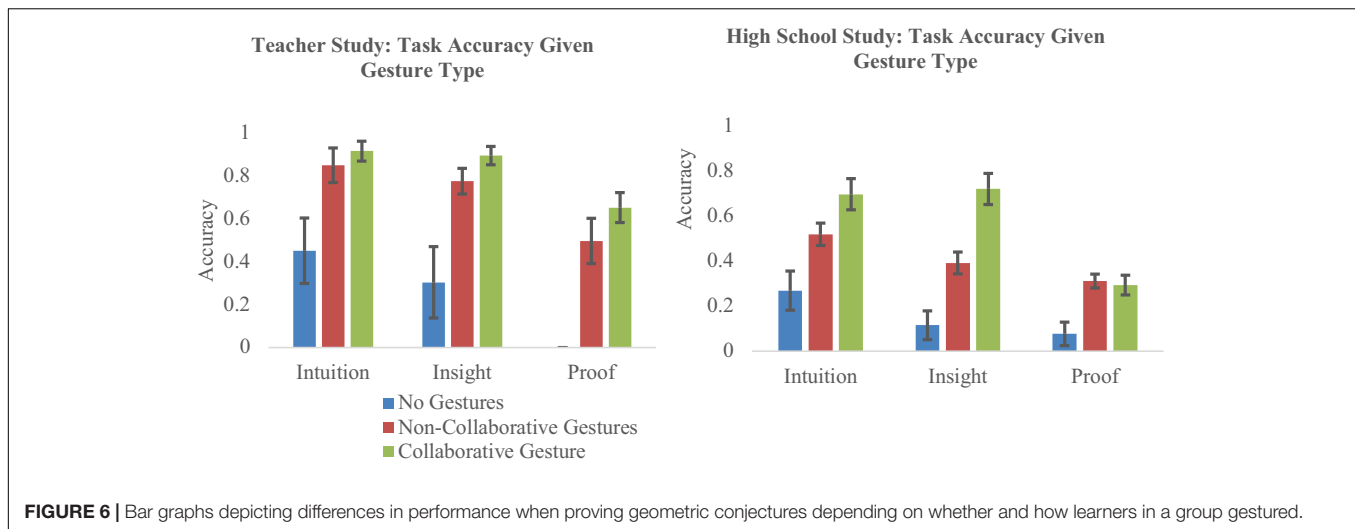 Teacher Study: Task Accuracy Given
Gesture Type
Accuracy
1
0.8
0.6
0.4
0.2
0
Intuition Insight Proof
No Gestures
Non-Collaborative Gestures
Collaborative Gesture
High School Study: Task Accuracy Given
Gesture Type
Accuracy
1
0.8
0.6
0.4
0.2
0
Intuition Insight Proof
FIGURE 6 | Bar graphs depicting differences in performance when proving geometric conjectures depending on whether and how learners in a group gestured.